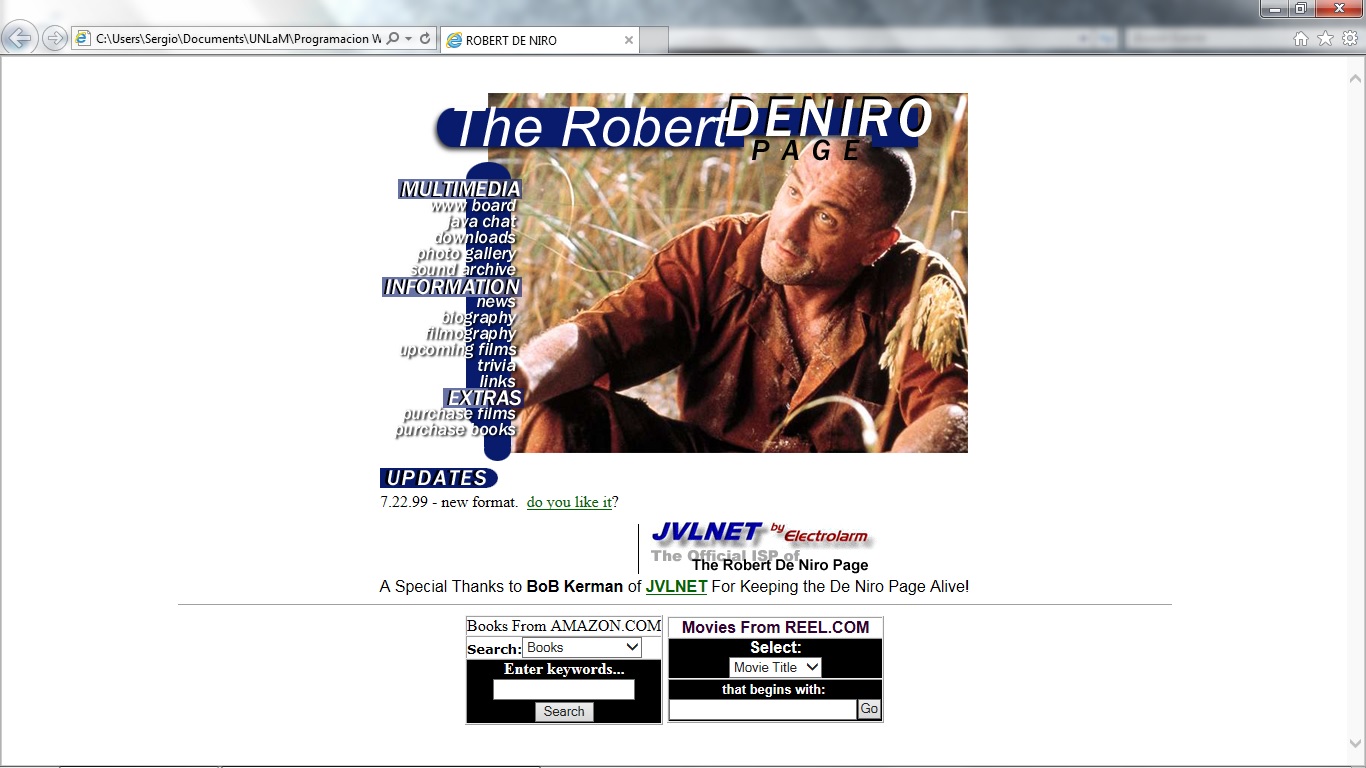 C:\Users\Sergio\Documents\UNLaM\Programacion W
ROBERT DE NIRO
The Robert DENIRO
PAGE
MULTIMEDIA
www board
java chat
downloads
photo gallery
sound archive
INFORMATION
news
biography
filmography
upcoming films
trivia
links
EXTRAS
purchase films
purchase books
UPDATES
7.22.99 - new format. do you like it?
JVLNET by Electrolarm
The Official ISP of
The Robert De Niro Page
A Special Thanks to BoB Kerman of JVLNET For Keeping the De Niro Page Alive!
Books From AMAZON.COM
Search: Books
Enter keywords...
Search
Movies From REEL.COM
Select:
Movie Title
that begins with:
Go